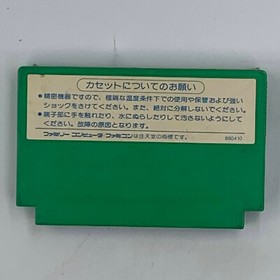 カセットについてのお願い
●精密機器ですので、極端な温度条件下での使用や保管および強い
ショックをさけてください。また、絶対に分解しないでください。
●端子部に手を触れたり、水にぬらしたりして汚さないようにして
ください。故障の原因となります。
ファミリーコンピュータ・ファミコンは任天堂の商標です。